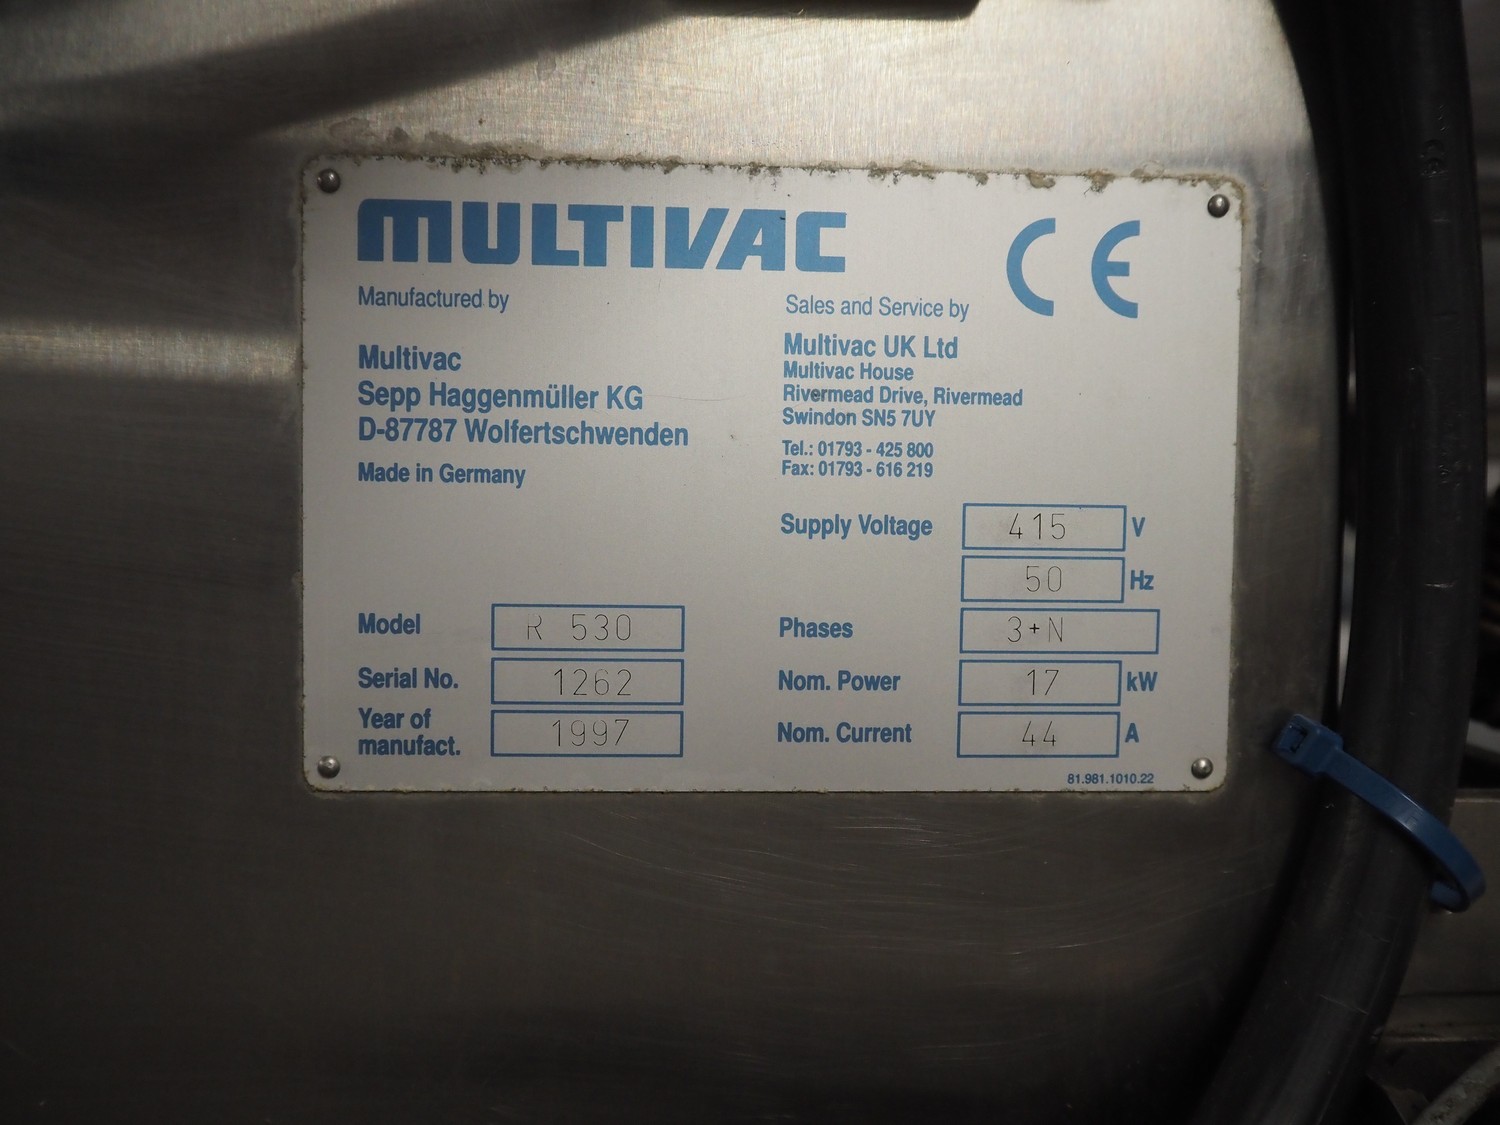 MULTIVAC
CE
Manufactured by
Multivac
Sepp Haggenmüller KG
D-87787 Wolfertschwenden
Made in Germany
Sales and Service by
Multivac UK Ltd
Multivac House
Rivermead Drive, Rivermead
Swindon SN5 7UY
Tel.: 01793 - 425 800
Fax: 01793 - 616 219
Model R 530
Serial No. 1262
Year of
manufact. 1997
Supply Voltage 415 V
50 Hz
Phases 3+N
Nom. Power 17 kW
Nom. Current 44 A
81.981.1010.22